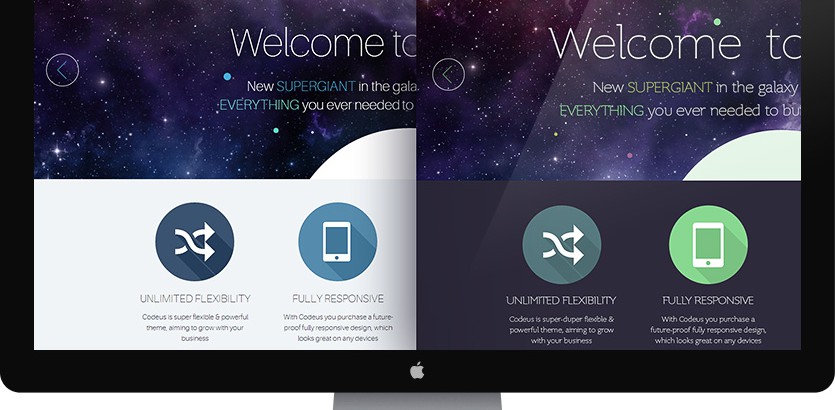 Welcome to
New SUPERGIANT in the gala
EVERYTHING you ever needed to
UNLIMITED FLEXIBILITY
Codeus is super flexible & powerful
theme, aiming to grow with your
business
FULLY RESPONSIVE
With Codeus you purchase a future-
proof fully responsive design, which
looks great on any devices
Welcome to
New SUPERGIANT in the galaxy
EVERYTHING you ever needed to bu
UNLIMITED FLEXIBILITY
Codeus is super-duper flexible &
powerful theme, aiming to grow
with your business
FULLY RESPONSIVE
With Codeus you purchase a
future-proof fully responsive design,
which looks great on any devices